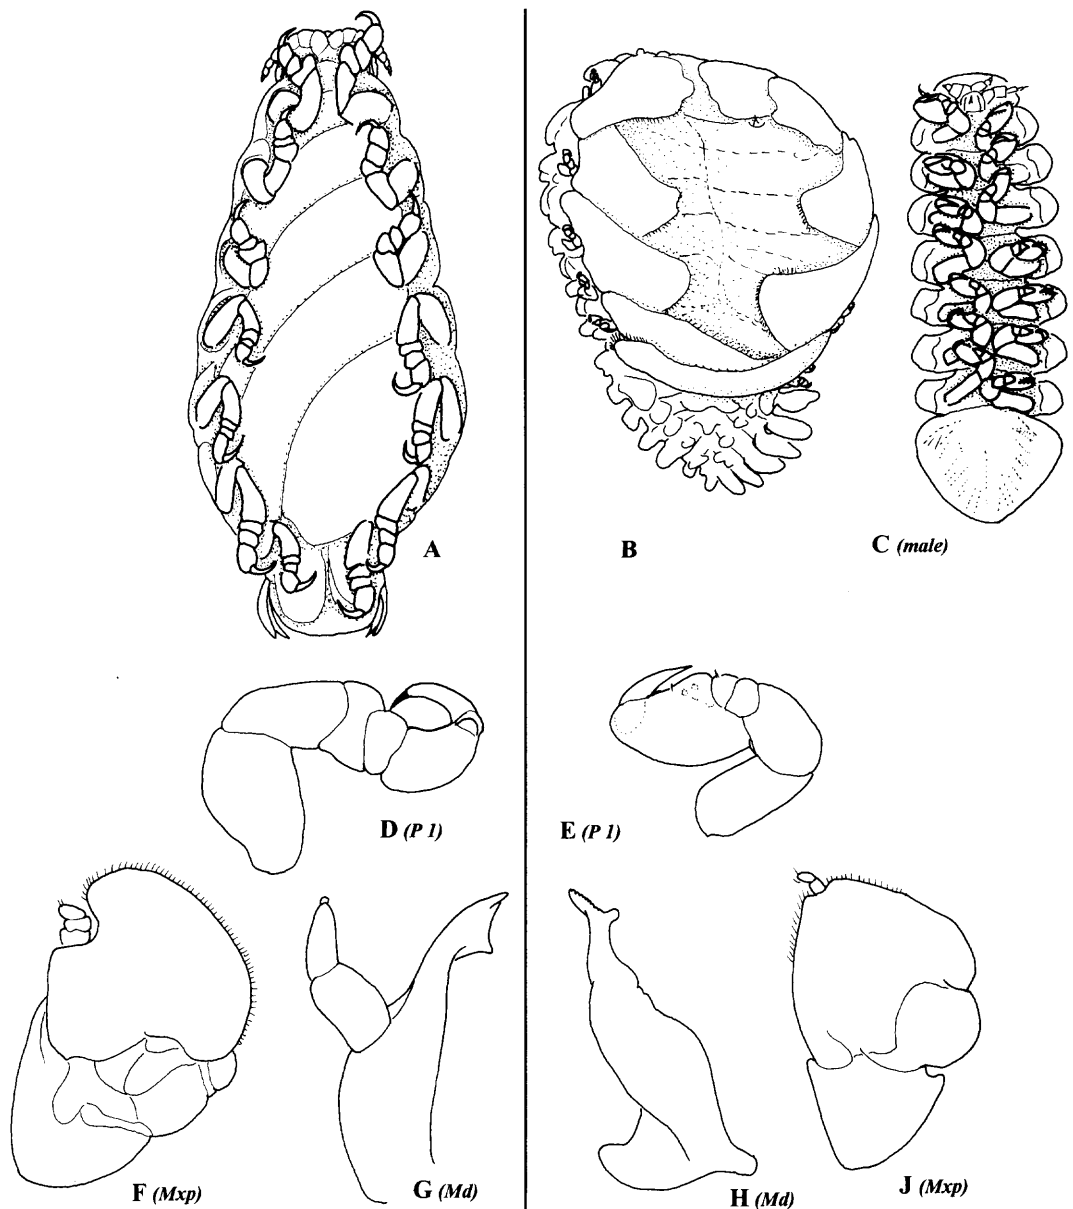 A
B
C (male)
D (P 1)
E (P 1)
F (Mxp)
G (Md)
H (Md)
J (Mxp)